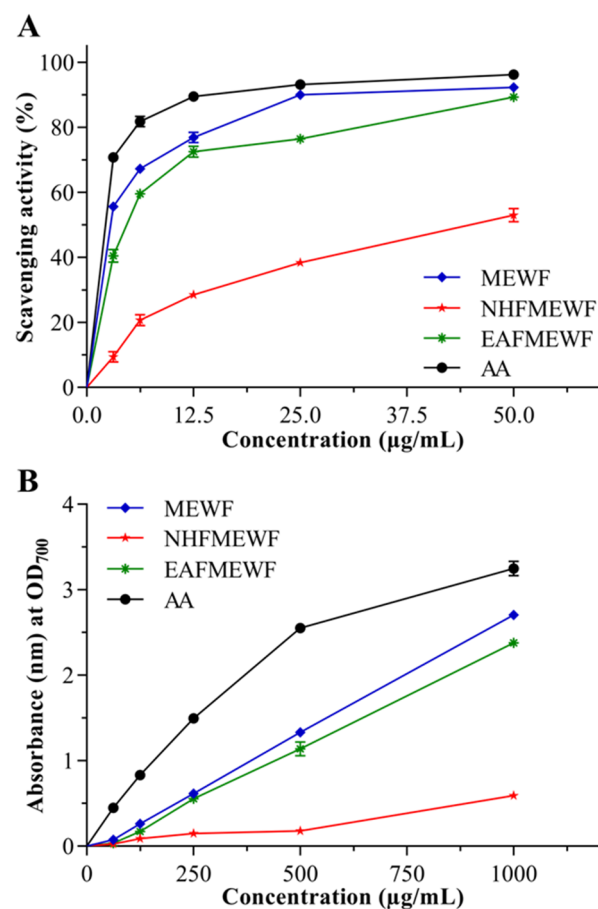 A
Scavenging activity (%)
100
80
60
40
20
0
0.0
12.5
25.0
37.5
50.0
Concentration (µg/mL)
MEWF
NHFMEWF
EAFMEWF
AA
B
Absorbance (nm) at OD700
4
3
2
1
0
0
250
500
750
1000
Concentration (µg/mL)
MEWF
NHFMEWF
EAFMEWF
AA